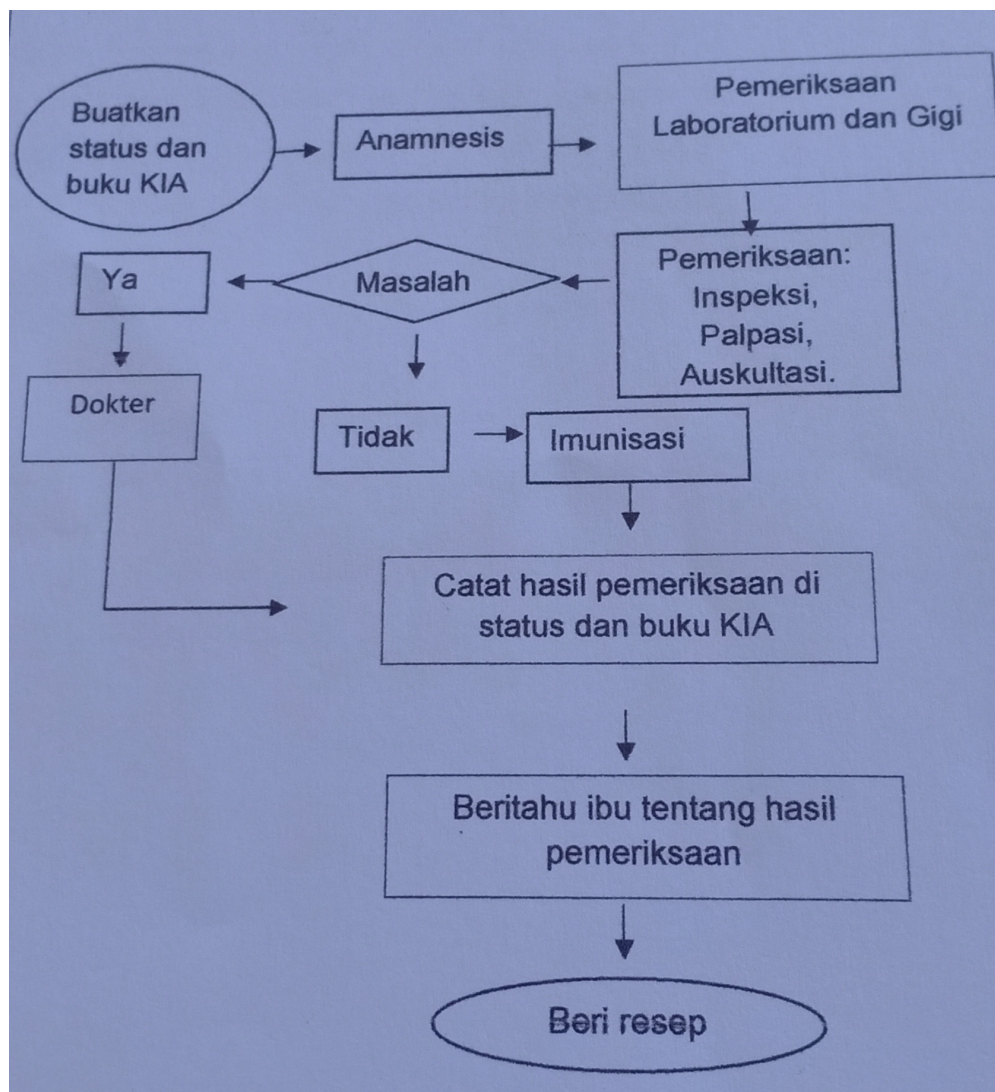 Buatkan
status dan
buku KIA
Anamnesis
Pemeriksaan
Laboratorium dan Gigi
Pemeriksaan:
Inspeksi,
Palpasi,
Auskultasi.
Masalah
Ya
Dokter
Tidak
Imunisasi
Catat hasil pemeriksaan di
status dan buku KIA
Beritahu ibu tentang hasil
pemeriksaan
Beri resep